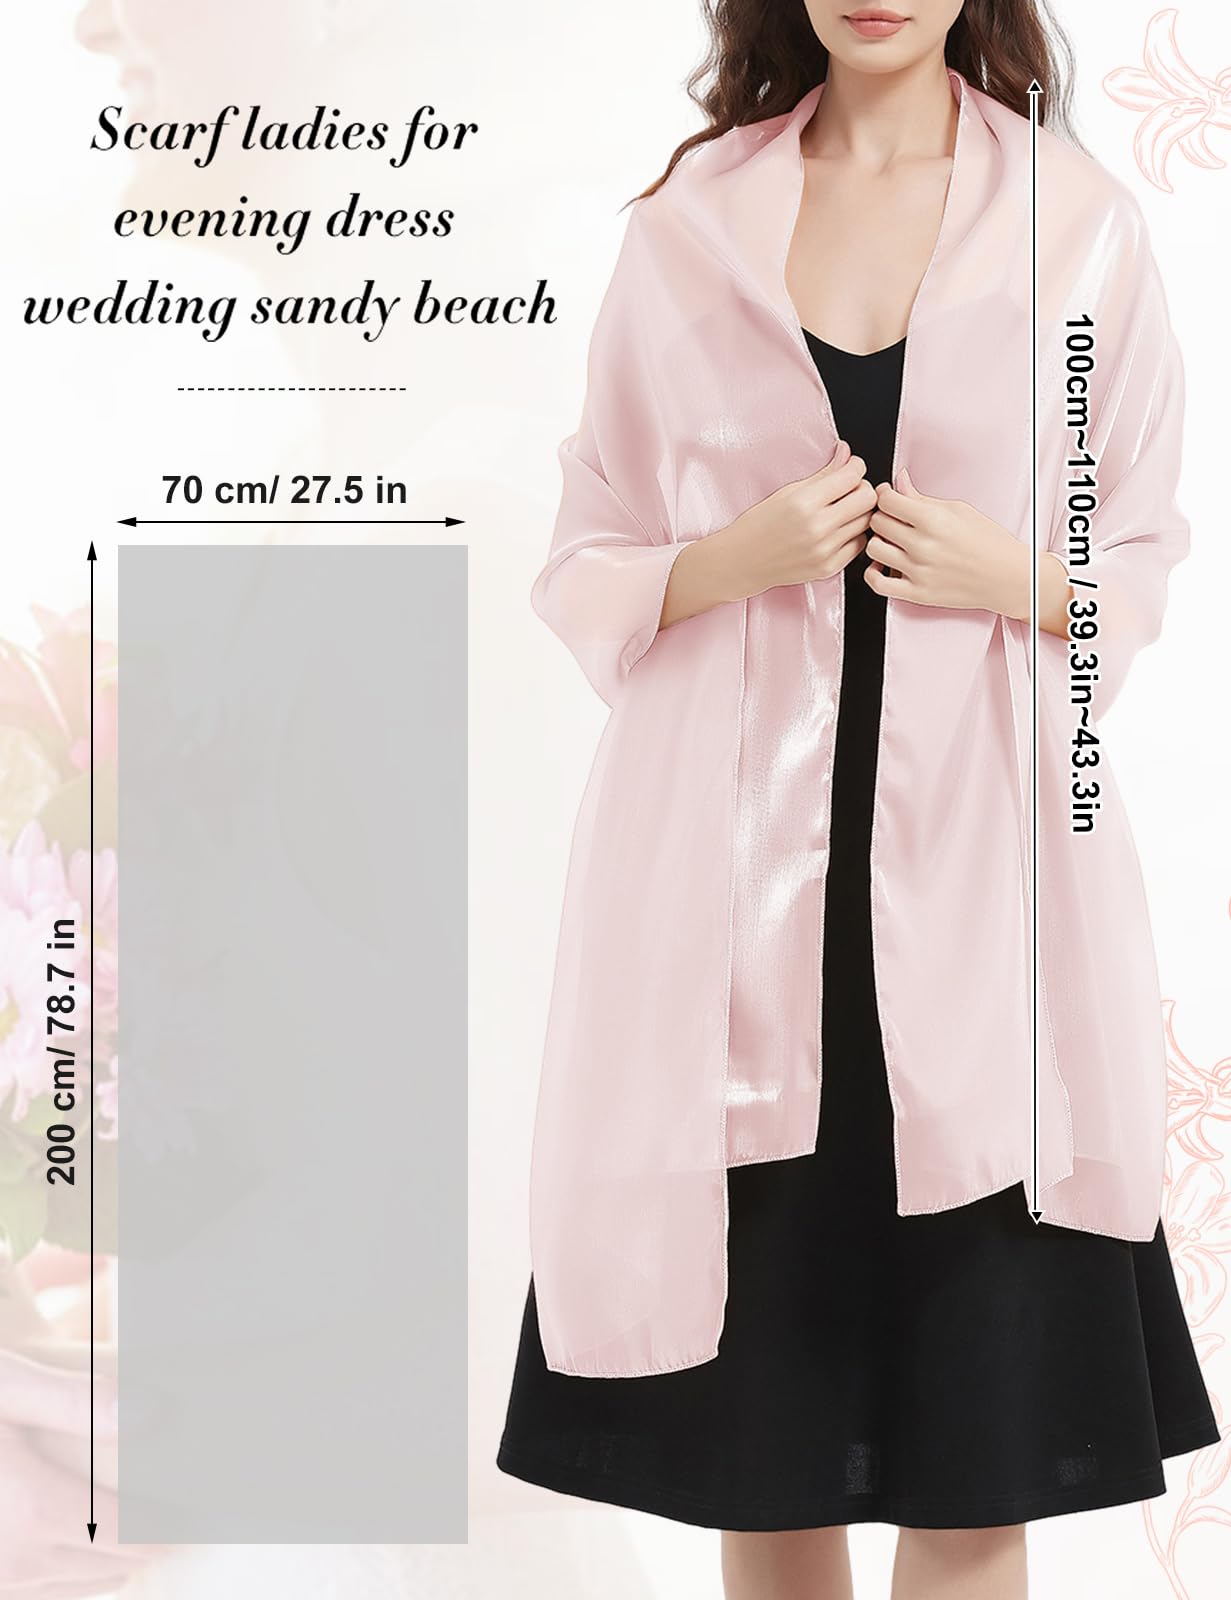 Scarf ladies for
evening dress
wedding sandy beach
70 cm/ 27.5 in
200 cm/ 78.7 in
100cm~110cm / 39.3in~43.3in